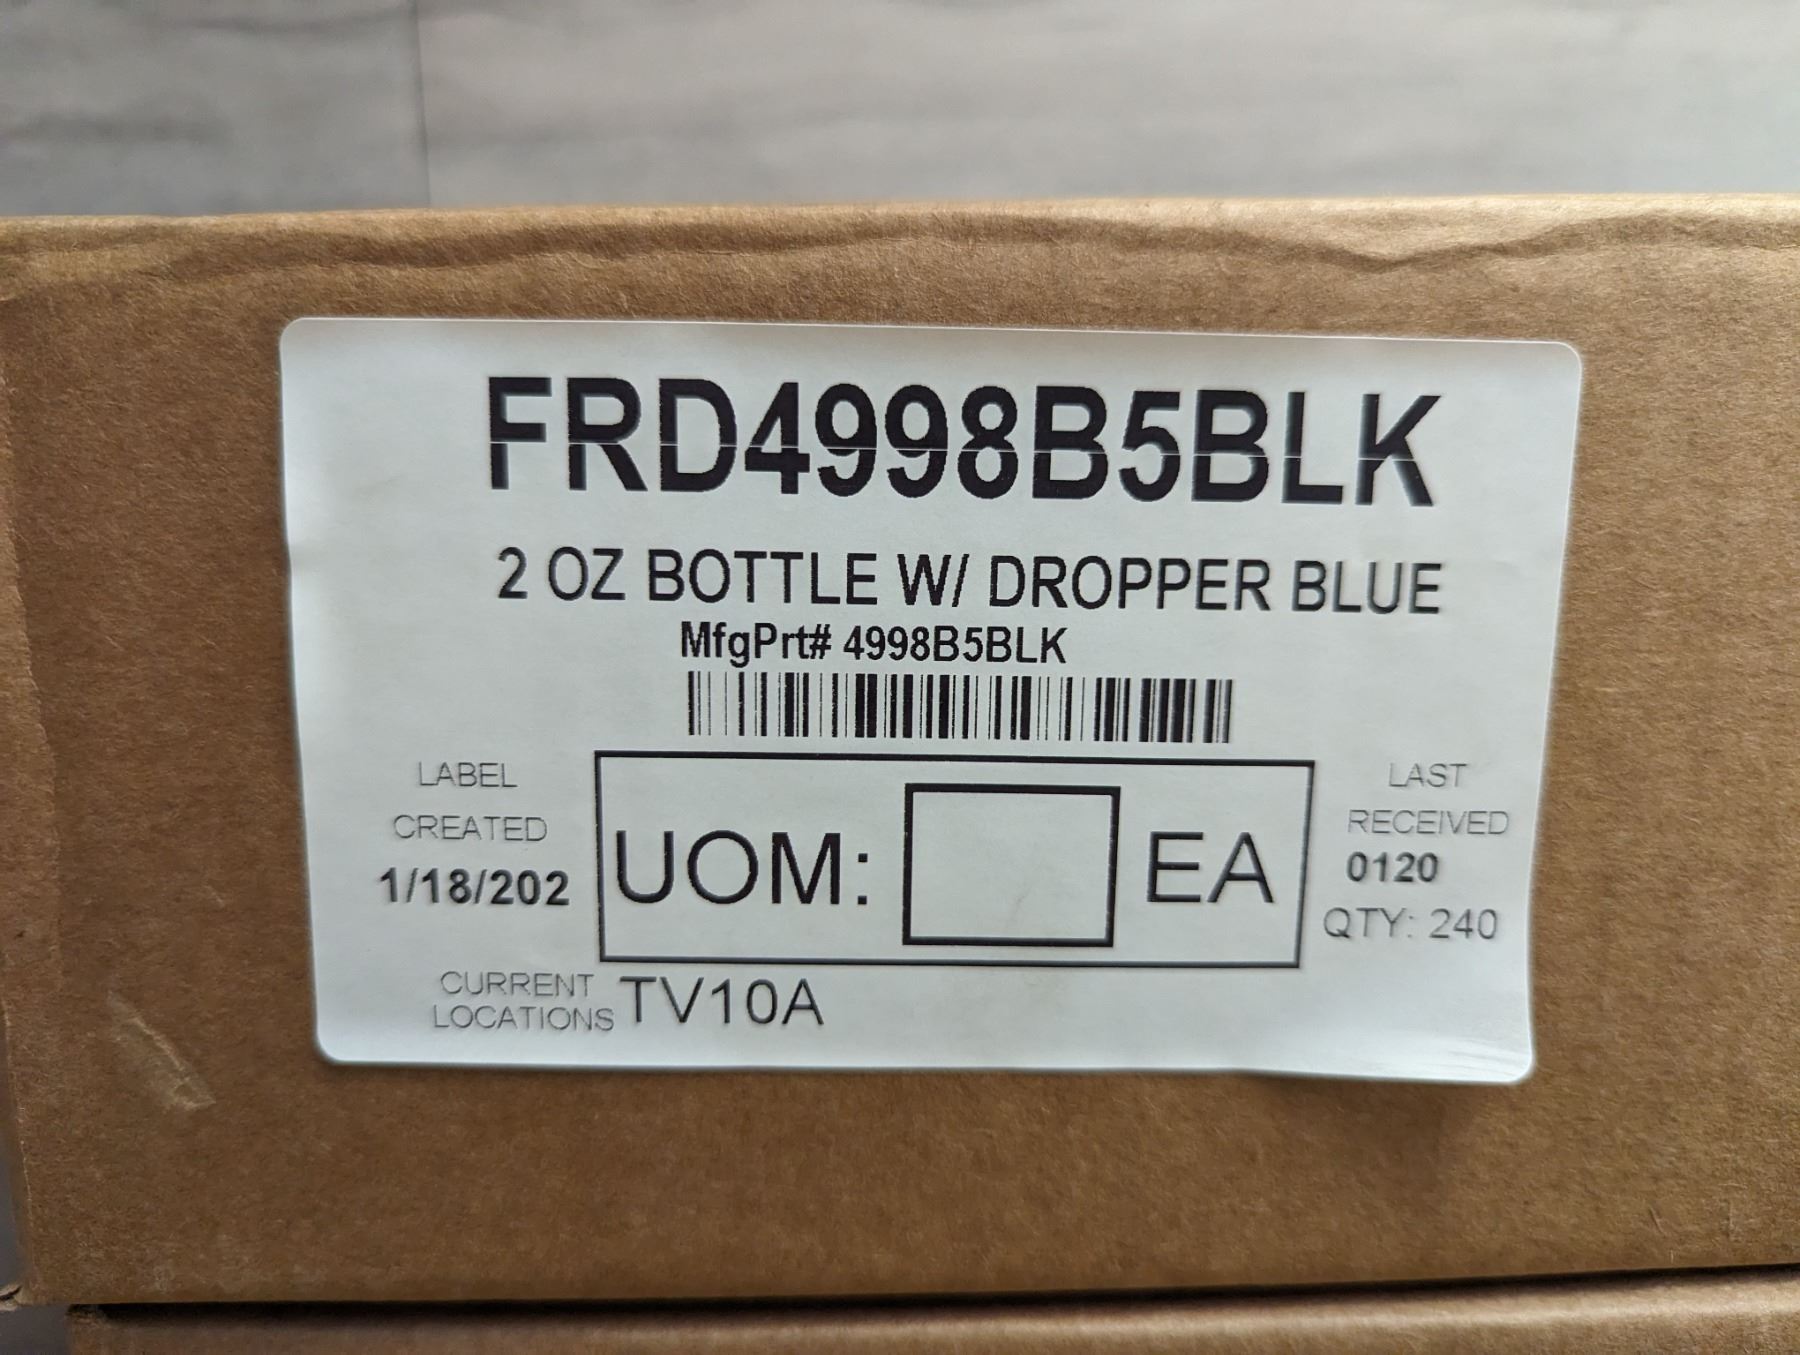 FRD4998B5BLK
2 OZ BOTTLE W/ DROPPER BLUE
MfgPrt# 4998B5BLK
LABEL
CREATED
1/18/202
UOM: EA
LAST
RECEIVED
0120
QTY: 240
CURRENT
LOCATIONS
TV10A